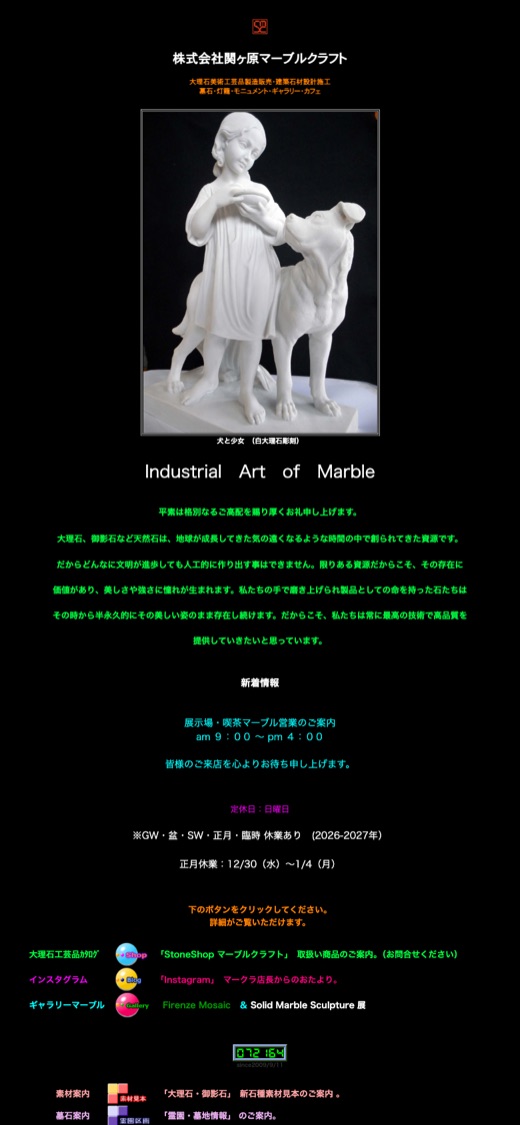 株式会社関ヶ原マーブルクラフト
大理石美術工芸品製造販売・建築石材設計施工
墓石・灯籠・モニュメント・ギャラリー・カフェ
犬と少女 (白大理石彫刻)
Industrial Art of Marble
平素は格別なるご高配を賜り厚くお礼申し上げます。
大理石、御影石など天然石は、地球が成長してきた気の遠くなるような時間の中で創られてきた資源です。
だからどんなに文明が進歩しても人工的に作り出す事はできません。限りある資源だからこそ、その存在に
価値があり、美しさや強さに憧れが生まれます。私たちの手で磨き上げられ製品としての命を持った石たちは
その時から半永久的にその美しい姿のまま存在し続けます。だからこそ、私たちは常に最高の技術で高品質を
提供していきたいと思っています。
新着情報
展示場・喫茶マーブル営業のご案内
am ９：００ ～ pm ４：００
皆様のご来店を心よりお待ち申し上げます。
定休日：日曜日
※GW・盆・SW・正月・臨時 休業あり (2026-2027年)
正月休業：12/30（水）～1/4（月）
下のボタンをクリックしてください。
詳細がご覧いただけます。
大理石工芸品ｶﾀﾛｸﾞ Shop 「StoneShop マーブルクラフト」 取扱い商品のご案内。（お問合せください）
インスタグラム Blog 「Instagram」 マークラ店長からのおたより。
ギャラリーマーブル Gallery Firenze Mosaic & Solid Marble Sculpture 展
072164
since2009/9/11
素材案内 素材見本 「大理石・御影石」 新石種素材見本のご案内 。
墓石案内 霊園区画 「霊園・墓地情報」 のご案内。